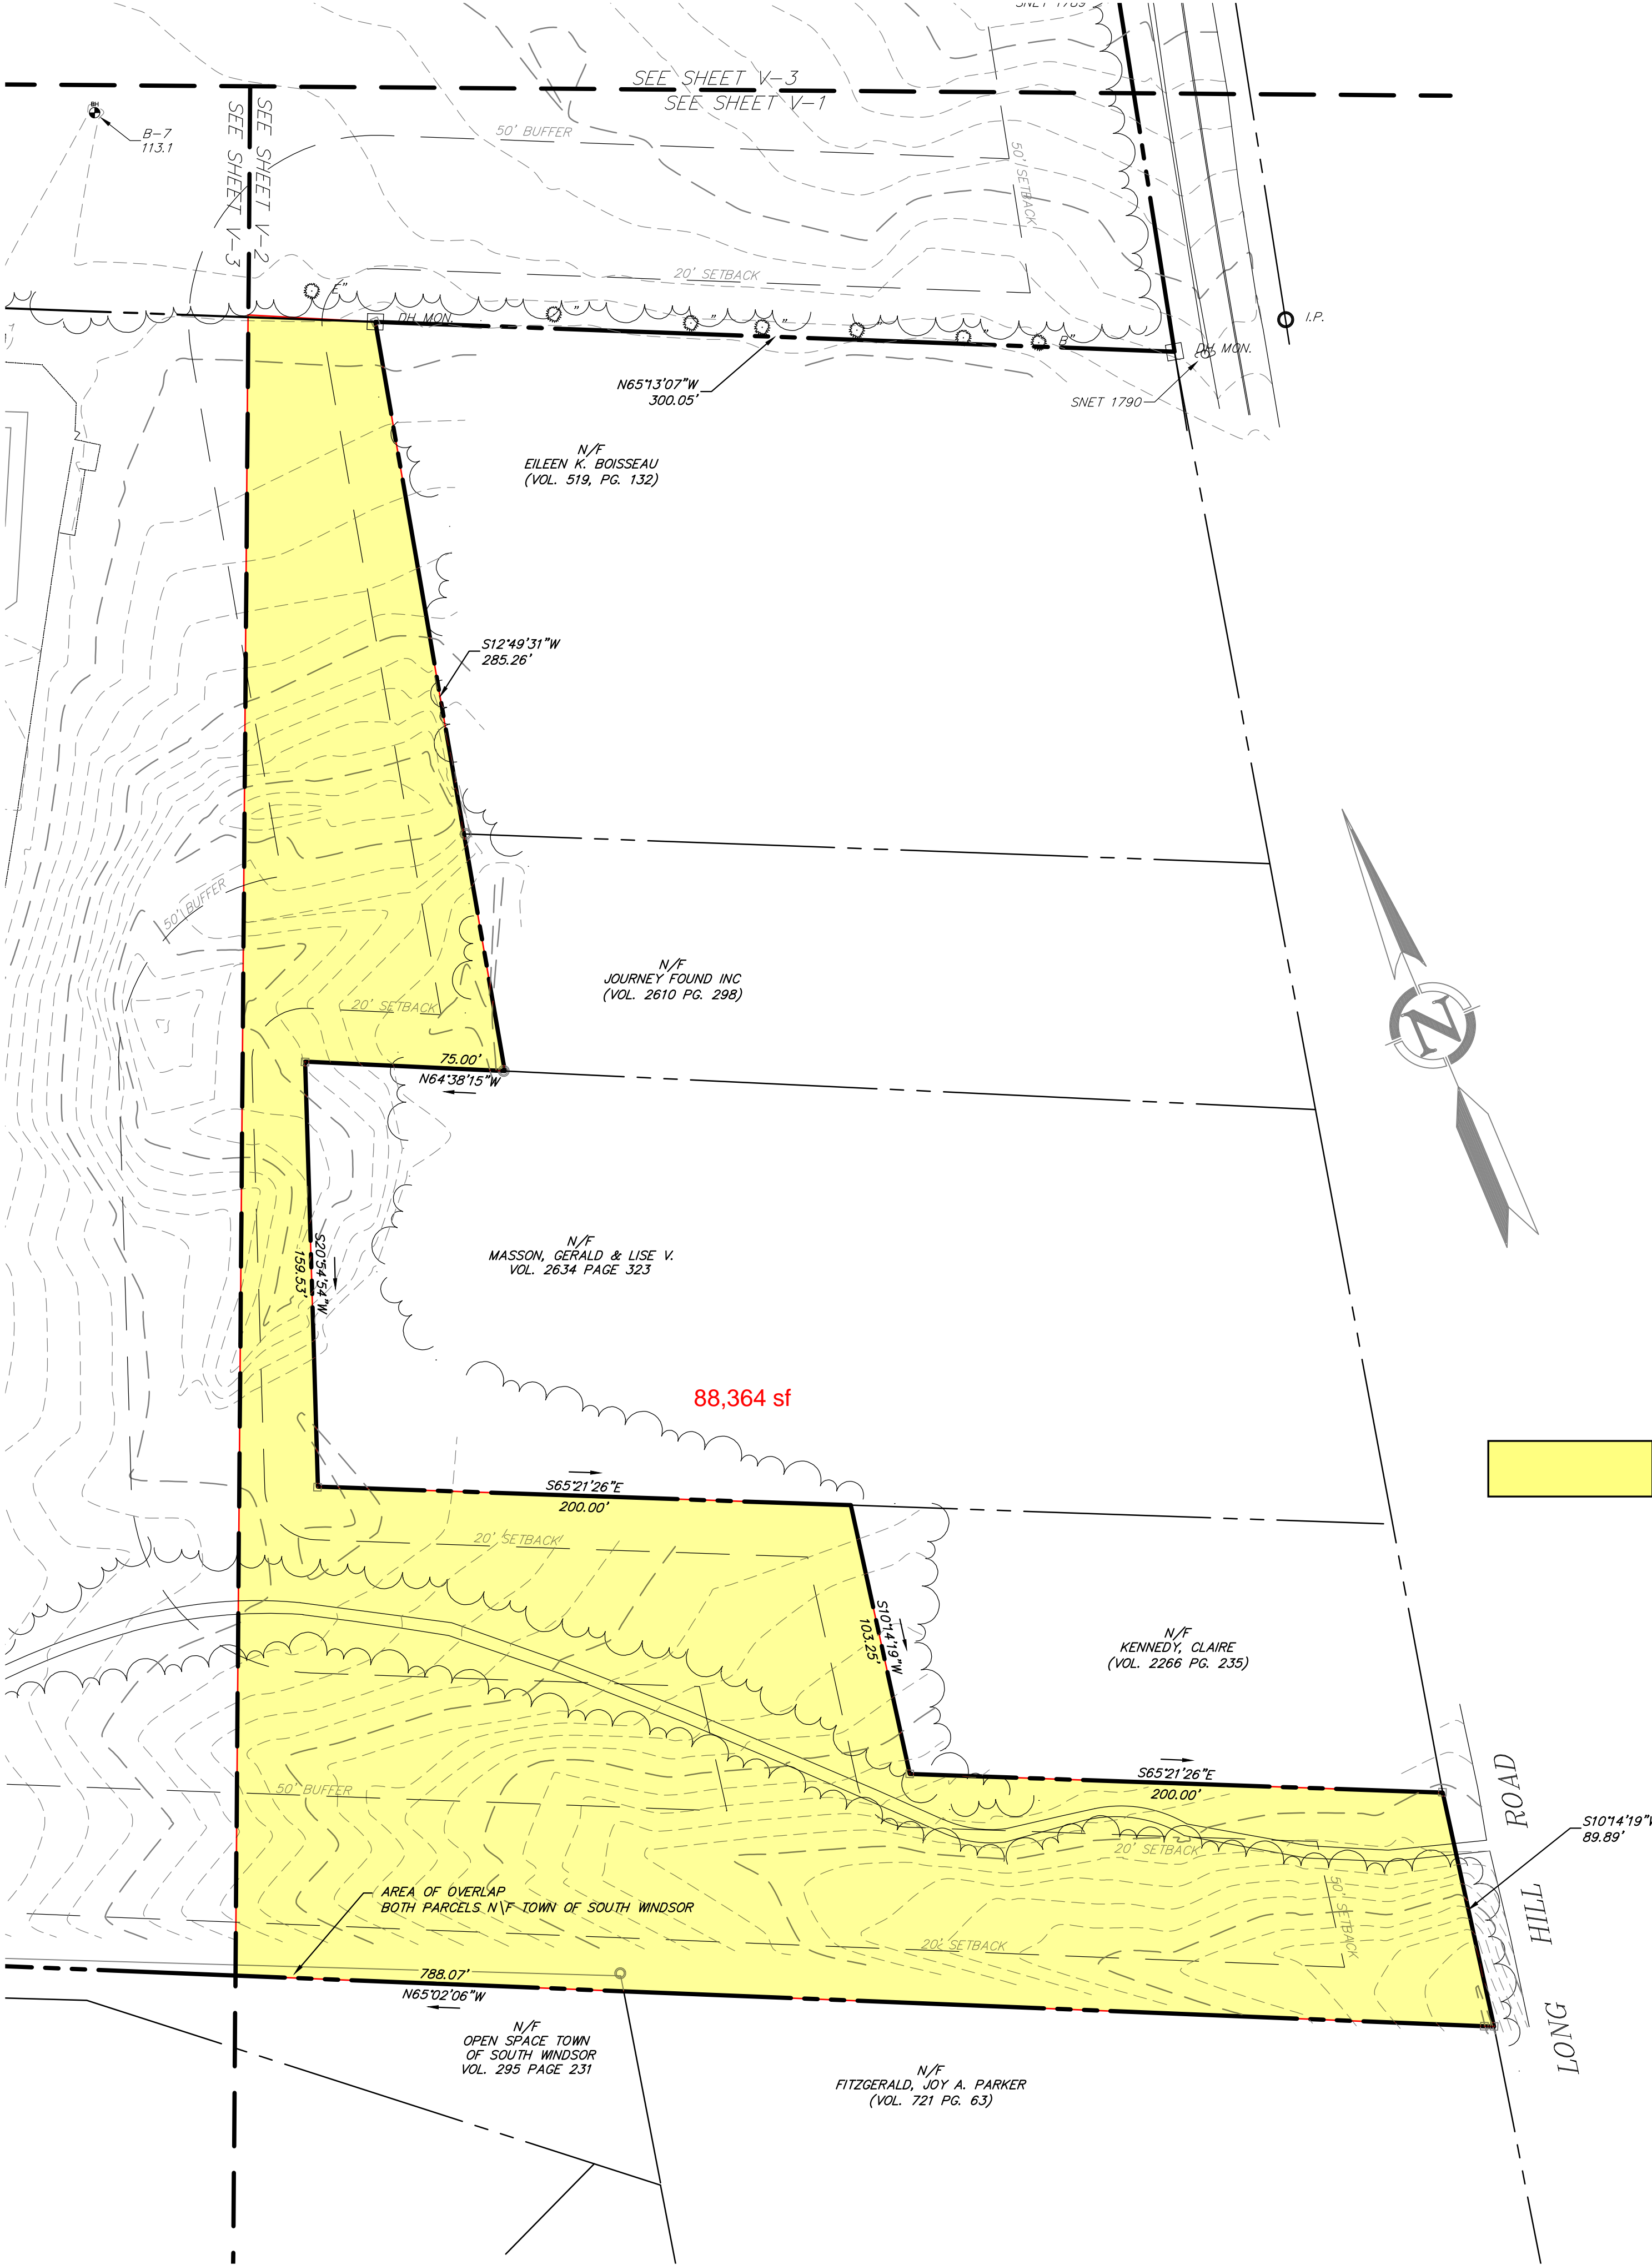 SNET 1789
SEE SHEET V-3
SEE SHEET V-1
BH
B-7
113.1
SEE SHEET V-2
SEE SHEET V-3
50' BUFFER
50' SETBACK
20' SETBACK
DH MON.
I.P.
DH MON.
N65°13'07"W
300.05'
SNET 1790
N/F
EILEEN K. BOISSEAU
(VOL. 519, PG. 132)
S12°49'31"W
285.26'
50' BUFFER
N/F
JOURNEY FOUND INC
(VOL. 2610 PG. 298)
20' SETBACK
N
75.00'
N64°38'15"W
S20°54'54"W
159.53'
N/F
MASSON, GERALD & LISE V.
VOL. 2634 PAGE 323
88,364 sf
S65°21'26"E
200.00'
20' SETBACK
S10°14'19"W
103.25'
N/F
KENNEDY, CLAIRE
(VOL. 2266 PG. 235)
50' BUFFER
S65°21'26"E
200.00'
S10°14'19"W
89.89'
20' SETBACK
50' SETBACK
LONG HILL ROAD
AREA OF OVERLAP
BOTH PARCELS N\F TOWN OF SOUTH WINDSOR
20' SETBACK
788.07'
N65°02'06"W
N/F
OPEN SPACE TOWN
OF SOUTH WINDSOR
VOL. 295 PAGE 231
N/F
FITZGERALD, JOY A. PARKER
(VOL. 721 PG. 63)